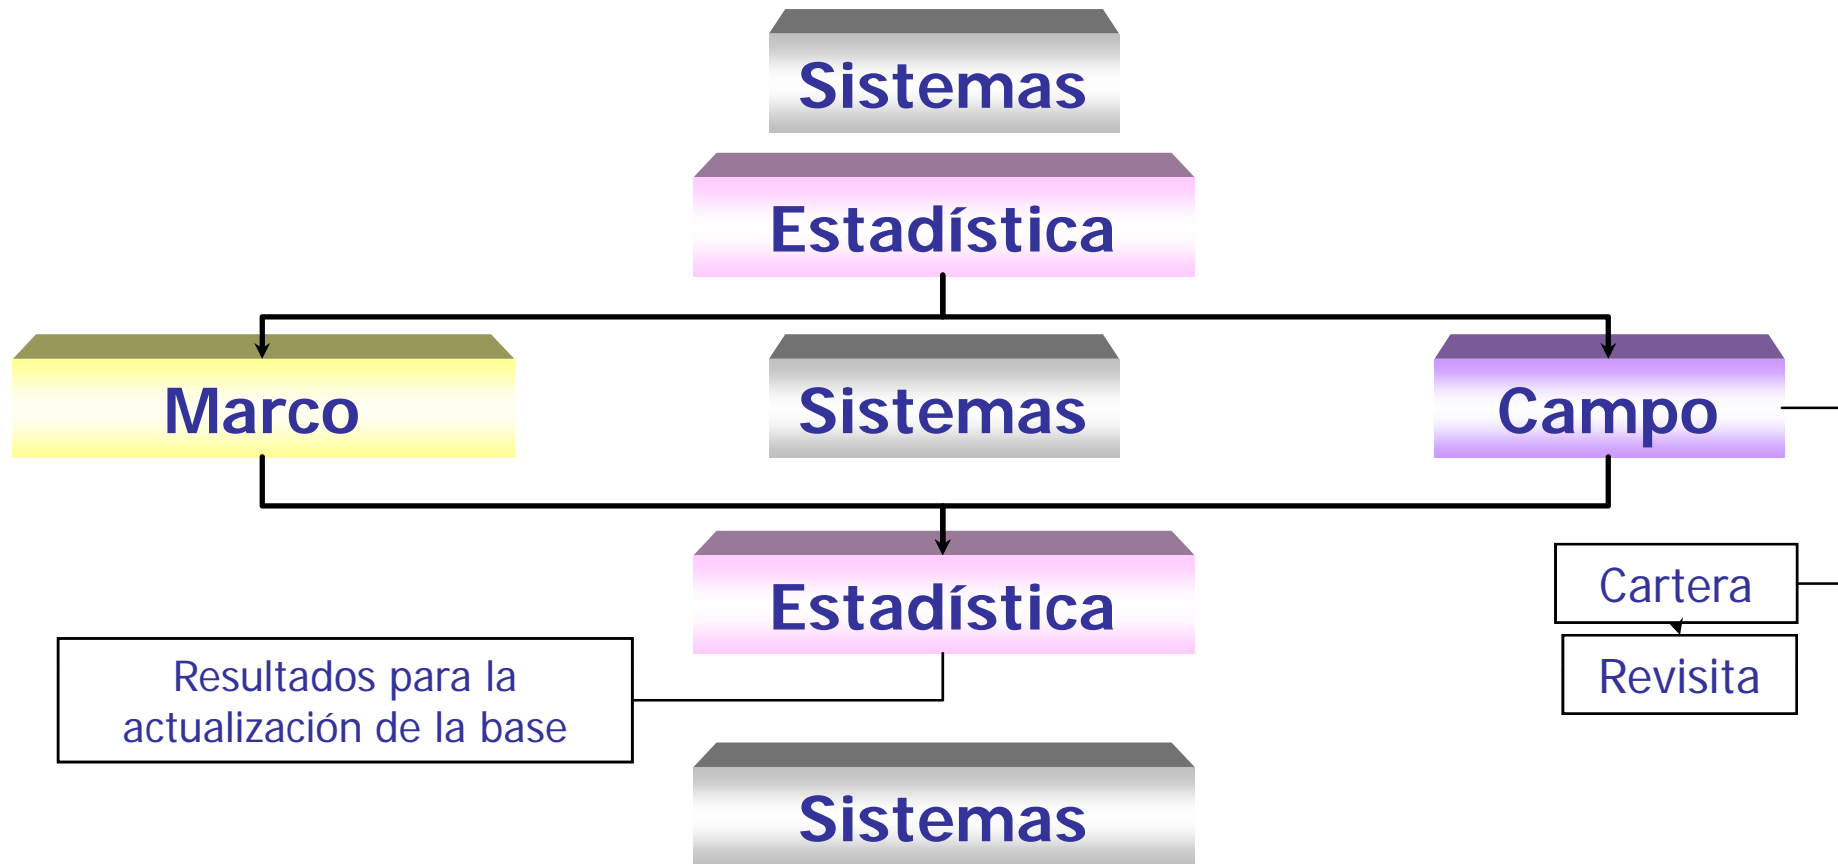 Sistemas
Estadística
Marco
Sistemas
Campo
Estadística
Cartera
Revisita
Resultados para la
actualización de la base
Sistemas